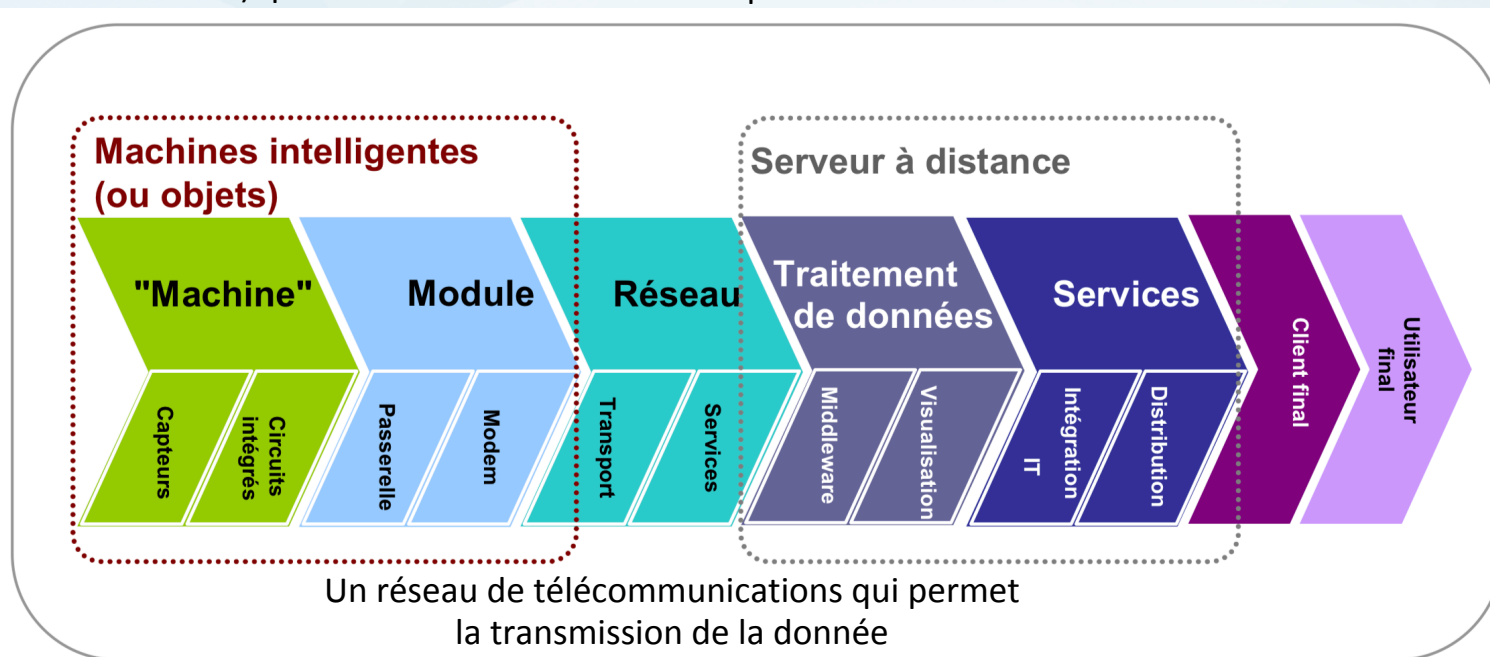 Machines intelligentes
(ou objets)
Serveur à distance
"Machine"
Module
Réseau
Traitement
de données
Services
Client final
Utilisateur
final
Capteurs
Circuits
intégrés
Passerelle
Modem
Transport
Services
Middleware
Visualisation
Intégration
IT
Distribution
Un réseau de télécommunications qui permet
la transmission de la donnée